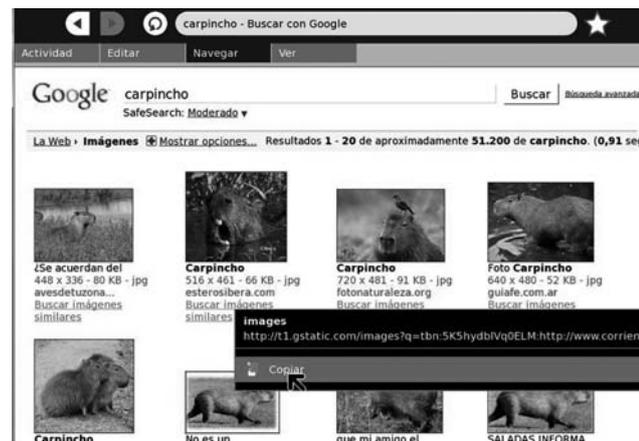 carpincho - Buscar con Google
Actividad Editar Navegar Ver
Google carpincho Buscar Búsqueda avanzada
SafeSearch: Moderado ▼
La Web › Imágenes Mostrar opciones... Resultados 1 - 20 de aproximadamente 51.200 de carpincho. (0,91 seg
¿Se acuerdan del Carpincho Carpincho Foto Carpincho
448 x 336 - 80 KB - jpg 516 x 461 - 66 KB - jpg 720 x 481 - 91 KB - jpg 640 x 480 - 52 KB - jpg
avesdetuzona... esterosibera.com fotonaturaleza.org guiafe.com.ar
Buscar imágenes Buscar imágenes Buscar imágenes Buscar imágenes
similares similares
images
http://t1.gstatic.com/images?q=tbn:5K5hydblVq0ELM:http://www.corrien
Copiar
Carpincho No es un que mi amigo el SALADAS INFORMA